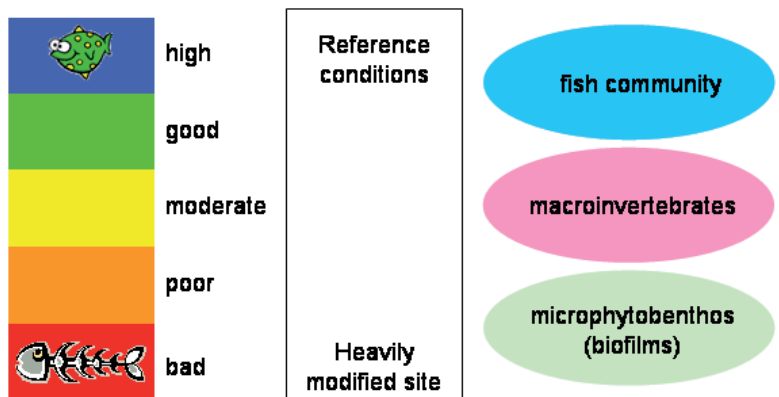 high
good
moderate
poor
bad
Reference
conditions
Heavily
modified site
fish community
macroinvertebrates
microphytobenthos
(biofilms)